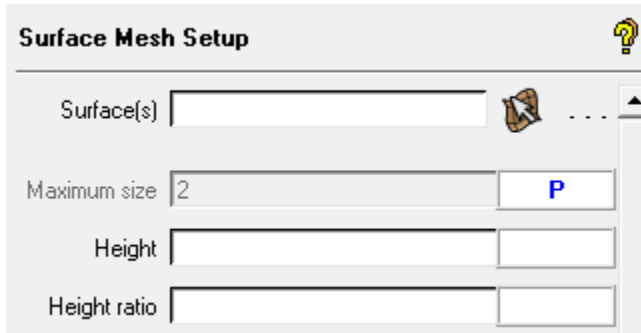 Surface Mesh Setup
Surface(s) ...
Maximum size 2 P
Height
Height ratio